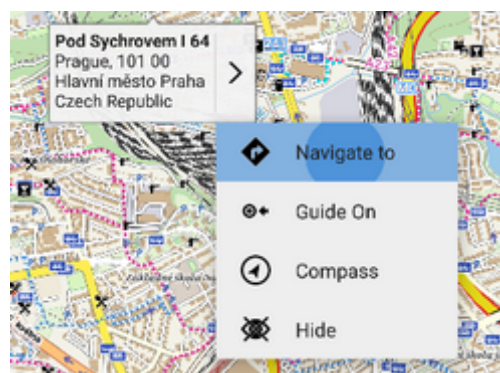 Pod Sychrovem I 64
Prague, 101 00
Hlavní město Praha
Czech Republic
Navigate to
Guide On
Compass
Hide